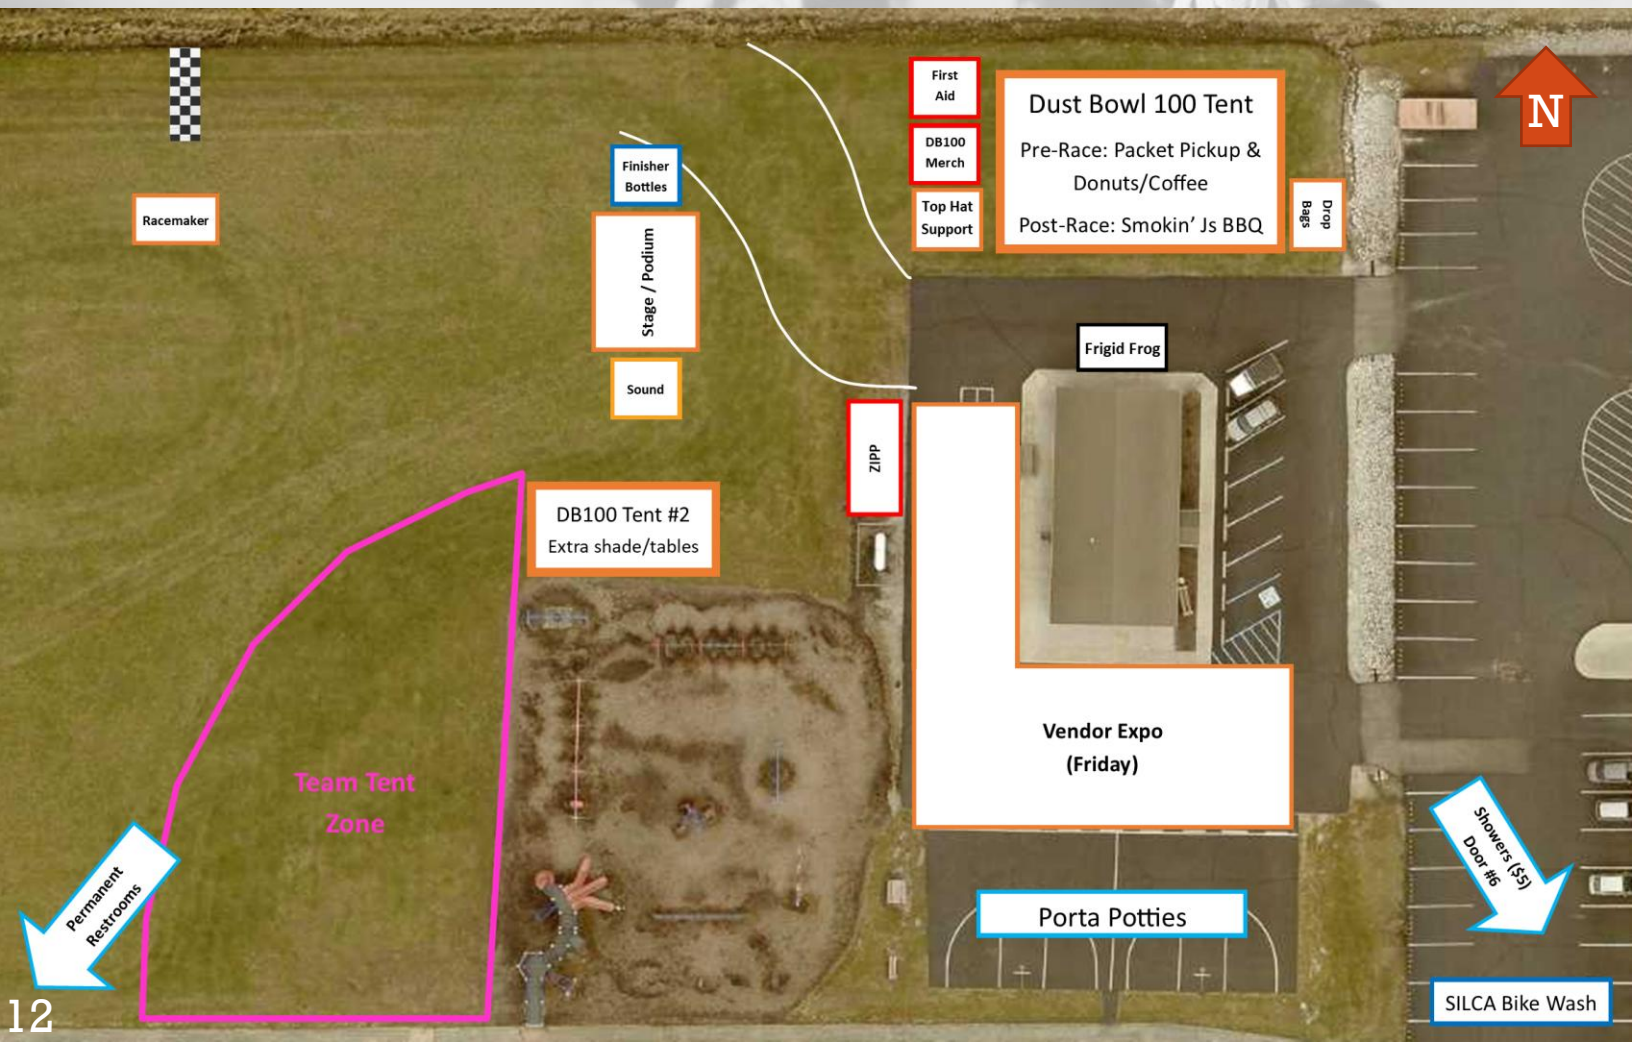 N
First
Aid
DB100
Merch
Top Hat
Support
Dust Bowl 100 Tent
Pre-Race: Packet Pickup &
Donuts/Coffee
Post-Race: Smokin' Js BBQ
Drop
Bags
Finisher
Bottles
Racemaker
Stage / Podium
Sound
Frigid Frog
ZIPP
DB100 Tent #2
Extra shade/tables
Vendor Expo
(Friday)
Team Tent
Zone
Permanent
Restrooms
Showers ($5)
Door #6
Porta Potties
SILCA Bike Wash
12